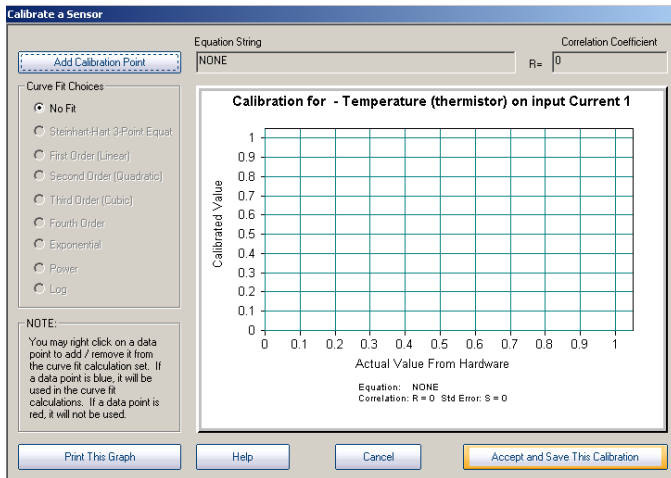 Calibrate a Sensor
Add Calibration Point
Equation String
NONE
Correlation Coefficient
R= 0
Curve Fit Choices
No Fit
Steinhart-Hart 3-Point Equat
First Order (Linear)
Second Order (Quadratic)
Third Order (Cubic)
Fourth Order
Exponential
Power
Log
NOTE:
You may right click on a data
point to add / remove it from
the curve fit calculation set. If
a data point is blue, it will be
used in the curve fit
calculations. If a data point is
red, it will not be used.
Calibration for - Temperature (thermistor) on input Current 1
Calibrated Value
1
0.9
0.8
0.7
0.6
0.5
0.4
0.3
0.2
0.1
0
0 0.1 0.2 0.3 0.4 0.5 0.6 0.7 0.8 0.9 1
Actual Value From Hardware
Equation: NONE
Correlation: R = 0 Std Error: S = 0
Print This Graph
Help
Cancel
Accept and Save This Calibration